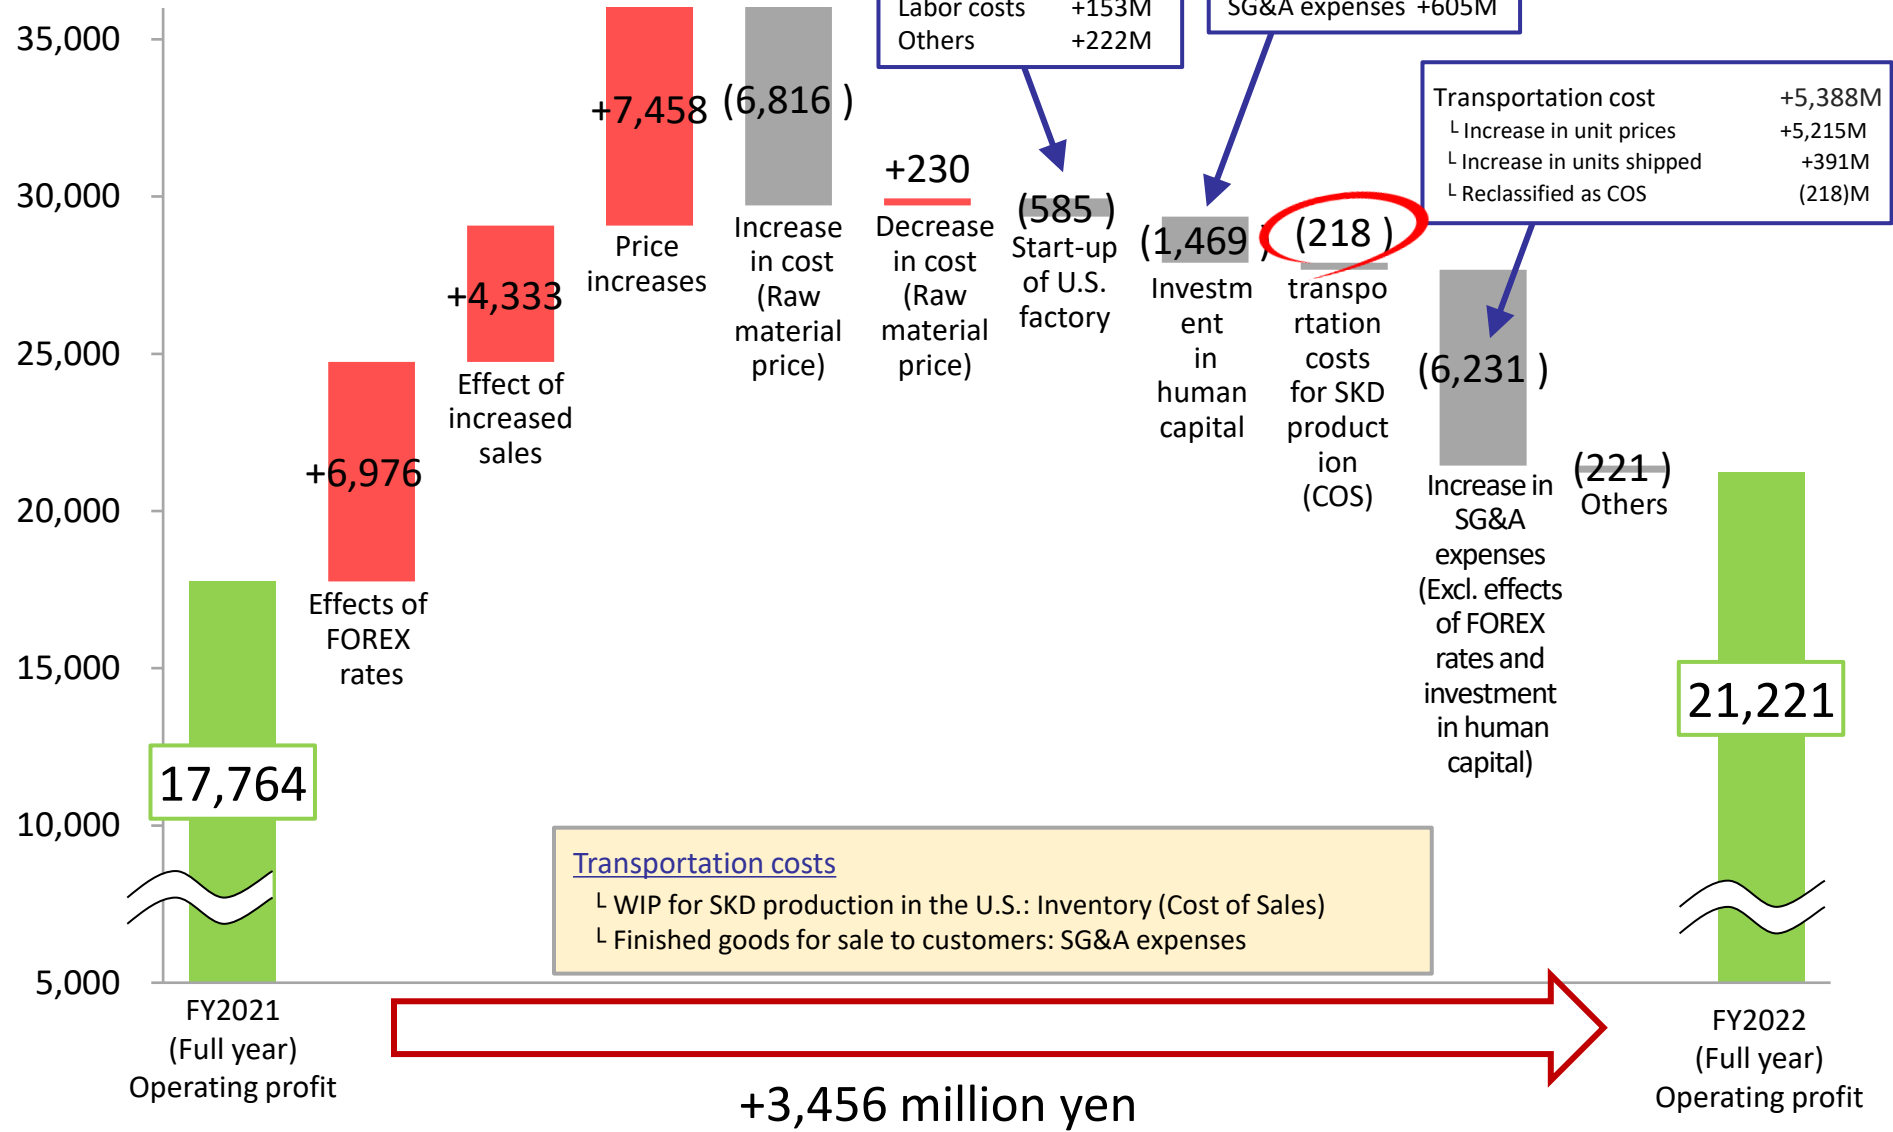 35,000
30,000
25,000
20,000
15,000
10,000
5,000
Labor costs +153M
Others +222M
SG&A expenses +605M
Transportation cost +5,388M
└ Increase in unit prices +5,215M
└ Increase in units shipped +391M
└ Reclassified as COS (218)M
17,764
FY2021
(Full year)
Operating profit
+6,976
Effects of
FOREX
rates
+4,333
Effect of
increased
sales
+7,458
Price
increases
(6,816 )
Increase
in cost
(Raw
material
price)
+230
Decrease
in cost
(Raw
material
price)
(585 )
Start-up
of U.S.
factory
(1,469 )
Investm
ent
in
human
capital
(218 )
transpo
rtation
costs
for SKD
product
ion
(COS)
(6,231 )
Increase in
SG&A
expenses
(Excl. effects
of FOREX
rates and
investment
in human
capital)
(221 )
Others
21,221
FY2022
(Full year)
Operating profit
Transportation costs
└ WIP for SKD production in the U.S.: Inventory (Cost of Sales)
└ Finished goods for sale to customers: SG&A expenses
+3,456 million yen